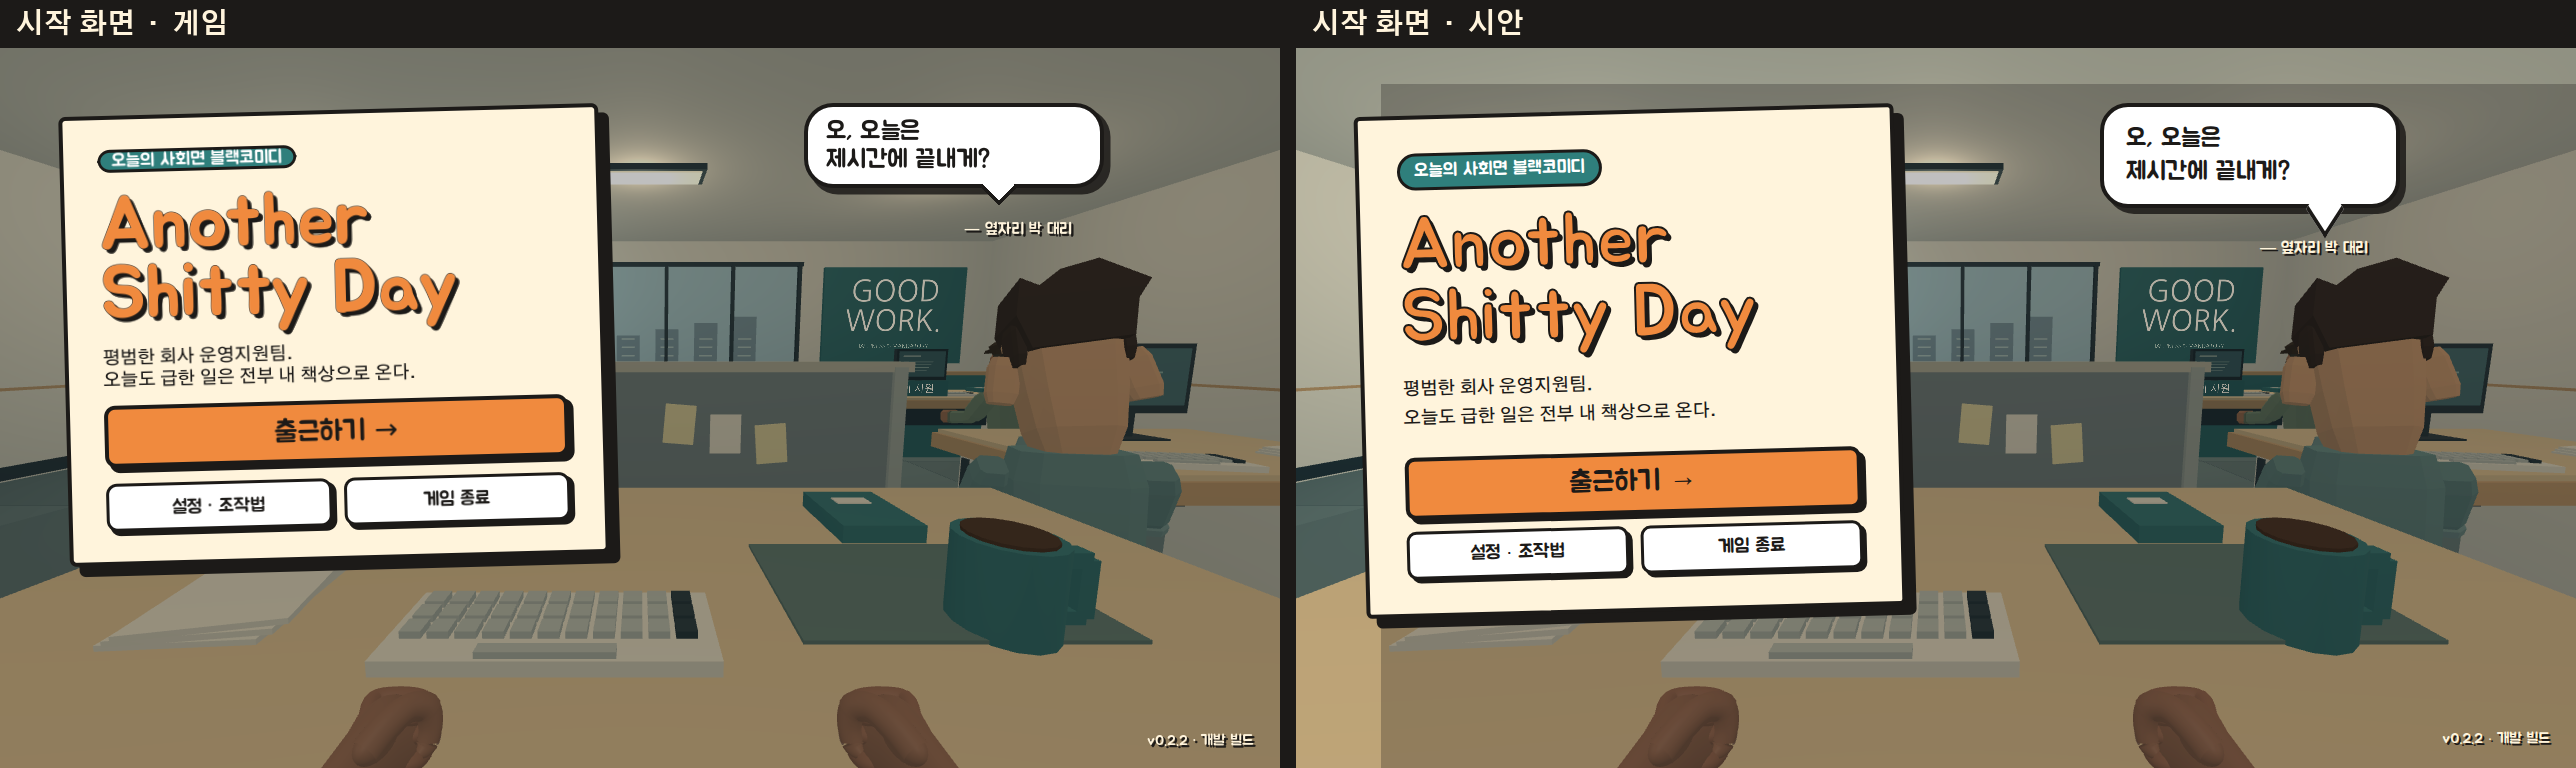 시작 화면 · 게임
오늘의 사회면 블랙코미디
Another
Shitty Day
평범한 회사 운영지원팀.
오늘도 급한 일은 전부 내 책상으로 온다.
출근하기 →
설정 · 조작법
게임 종료
오, 오늘은
제시간에 끝내게?
— 옆자리 박 대리
GOOD
WORK.
지원
v0.2.2 · 개발 빌드
시작 화면 · 시안
오늘의 사회면 블랙코미디
Another
Shitty Day
평범한 회사 운영지원팀.
오늘도 급한 일은 전부 내 책상으로 온다.
출근하기 →
설정 · 조작법
게임 종료
오, 오늘은
제시간에 끝내게?
— 옆자리 박 대리
GOOD
WORK.
지원
v0.2.2 · 개발 빌드